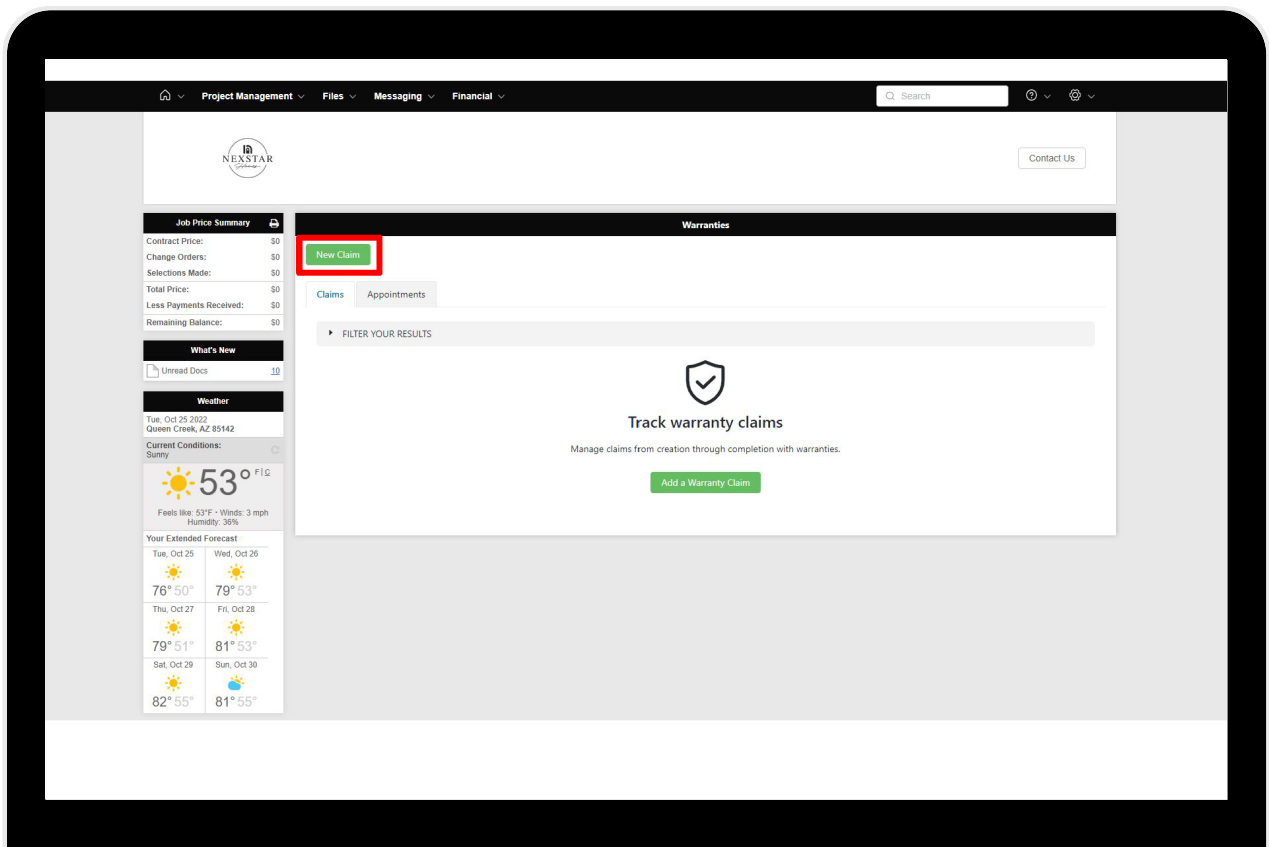 Project Management
Files
Messaging
Financial
Search
NEXSTAR
Homes
Contact Us
Job Price Summary
Contract Price: $0
Change Orders: $0
Selections Made: $0
Total Price: $0
Less Payments Received: $0
Remaining Balance: $0
What's New
Unread Docs 10
Weather
Tue, Oct 25 2022
Queen Creek, AZ 85142
Current Conditions:
Sunny
53° F|C
Feels like: 53°F • Winds: 3 mph
Humidity: 36%
Your Extended Forecast
Tue, Oct 25 Wed, Oct 26
76° 50° 79° 53°
Thu, Oct 27 Fri, Oct 28
79° 51° 81° 53°
Sat, Oct 29 Sun, Oct 30
82° 55° 81° 55°
Warranties
New Claim
Claims Appointments
FILTER YOUR RESULTS
Track warranty claims
Manage claims from creation through completion with warranties.
Add a Warranty Claim